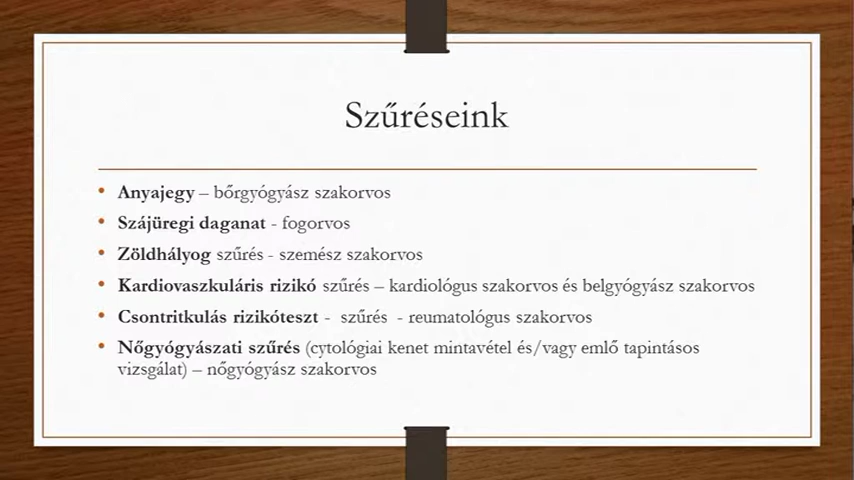 Szűréseink
• Anyajegy – bőrgyógyász szakorvos
• Szájüregi daganat - fogorvos
• Zöldhályog szűrés - szemész szakorvos
• Kardiovaszkuláris rizikó szűrés – kardiológus szakorvos és belgyógyász szakorvos
• Csontritkulás rizikóteszt -  szűrés  - reumatológus szakorvos
• Nőgyógyászati szűrés (cytológiai kenet mintavétel és/vagy emlő tapintásos
vizsgálat) – nőgyógyász szakorvos